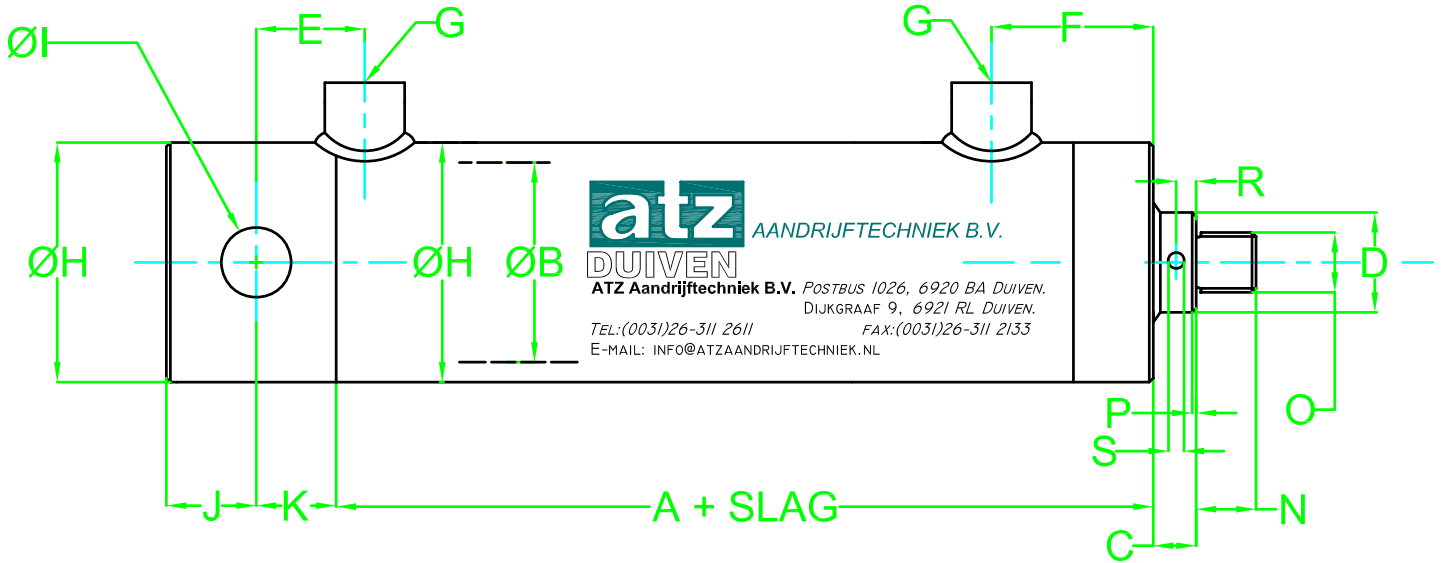 E G G F
ØI
R
ØH ØH ØB D
atz AANDRIJFTECHNIEK B.V.
DUIVEN
ATZ Aandrijftechniek B.V. Postbus 1026, 6920 BA Duiven.
Dijkgraaf 9, 6921 RL Duiven.
Tel:(0031)26-311 2611 fax:(0031)26-311 2133
E-mail: info@atzaandrijftechniek.nl
P O
S
J K A + SLAG N
C